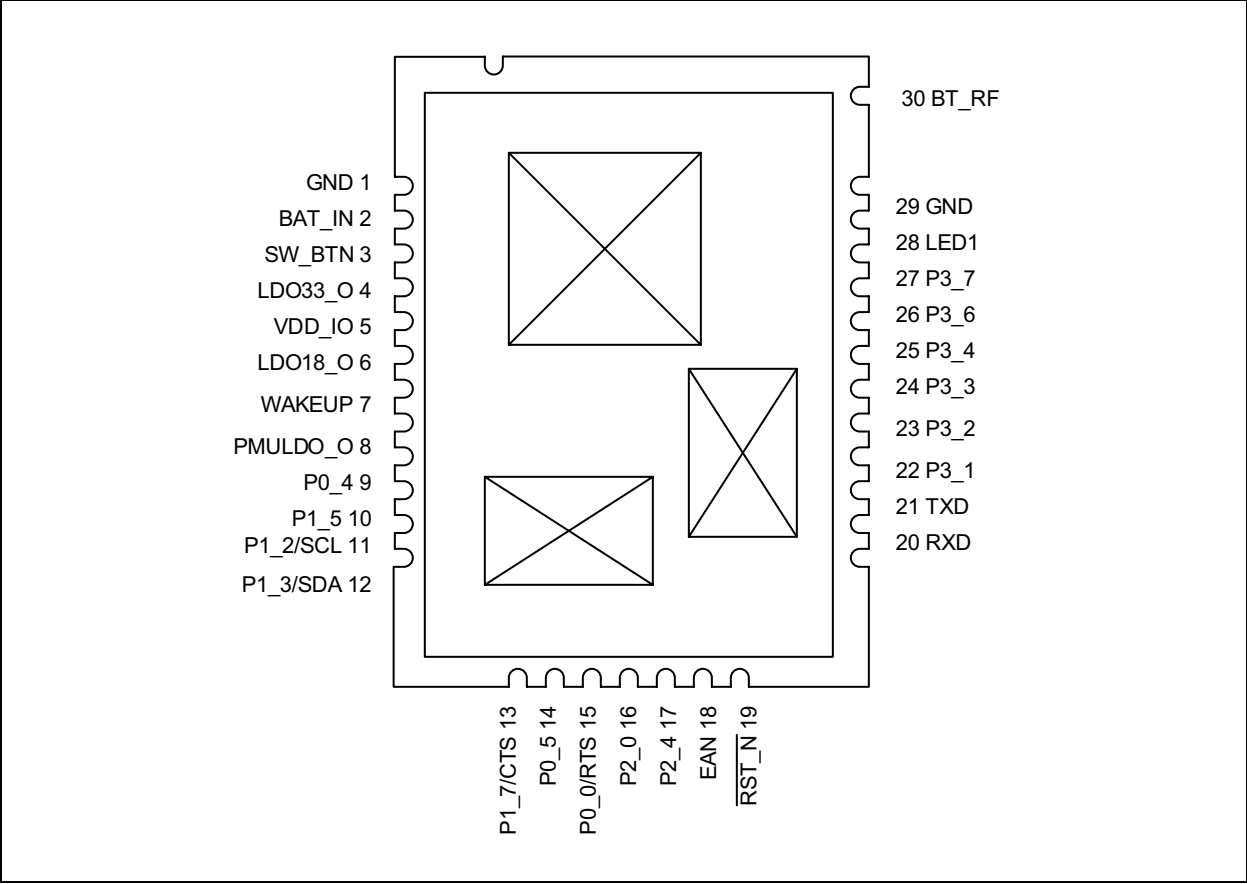 30 BT_RF
GND 1
BAT_IN 2
SW_BTN 3
LDO33_O 4
VDD_IO 5
LDO18_O 6
WAKEUP 7
PMULDO_O 8
P0_4 9
P1_5 10
P1_2/SCL 11
P1_3/SDA 12
29 GND
28 LED1
27 P3_7
26 P3_6
25 P3_4
24 P3_3
23 P3_2
22 P3_1
21 TXD
20 RXD
P1_7/CTS 13
P0_5 14
P0_0/RTS 15
P2_0 16
P2_4 17
EAN 18
RST_N 19